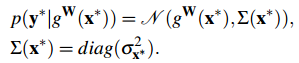 p(y*|g^W(x*)) = 𝒩(g^W(x*),Σ(x*)),
Σ(x*) = diag(σ²_x*).